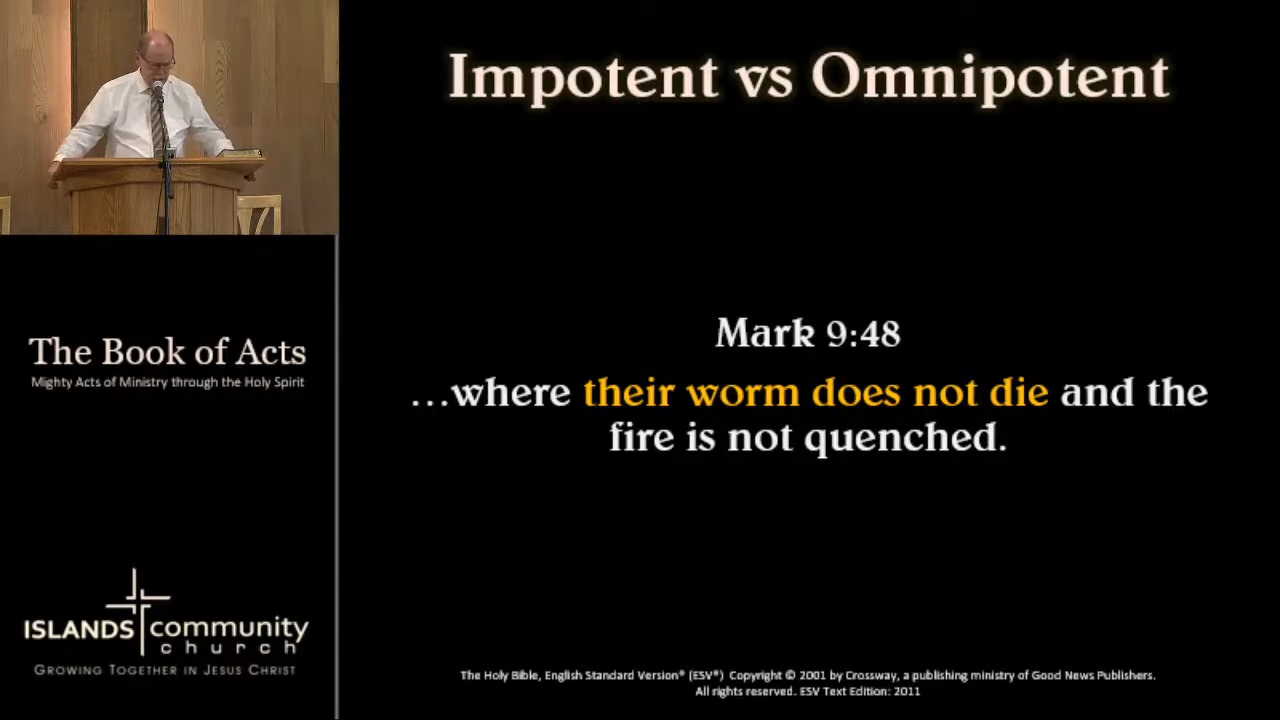 Impotent vs Omnipotent
Mark 9:48
…where their worm does not die and the
fire is not quenched.
The Book of Acts
Mighty Acts of Ministry through the Holy Spirit
ISLANDS community
church
GROWING TOGETHER IN JESUS CHRIST
The Holy Bible, English Standard Version® (ESV®) Copyright © 2001 by Crossway, a publishing ministry of Good News Publishers.
All rights reserved. ESV Text Edition: 2011